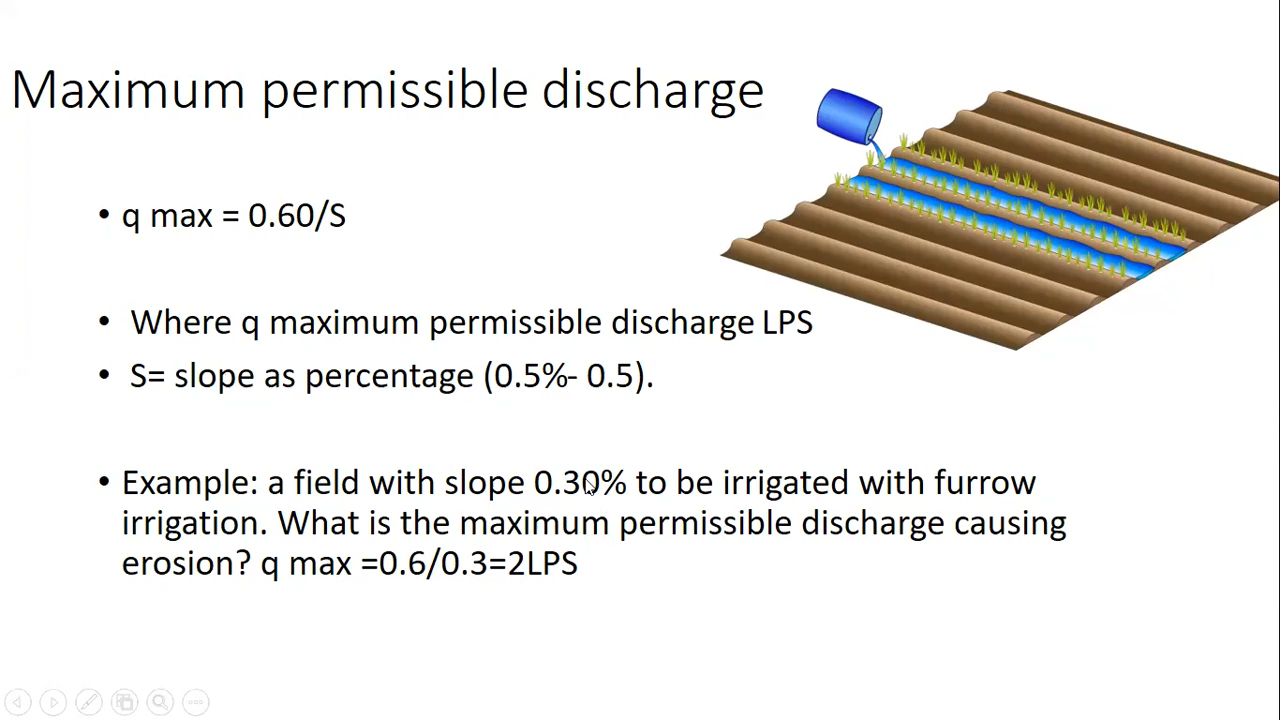 Maximum permissible discharge
• q max = 0.60/S
• Where q maximum permissible discharge LPS
• S= slope as percentage (0.5%- 0.5).
• Example: a field with slope 0.30% to be irrigated with furrow
irrigation. What is the maximum permissible discharge causing
erosion? q max =0.6/0.3=2LPS